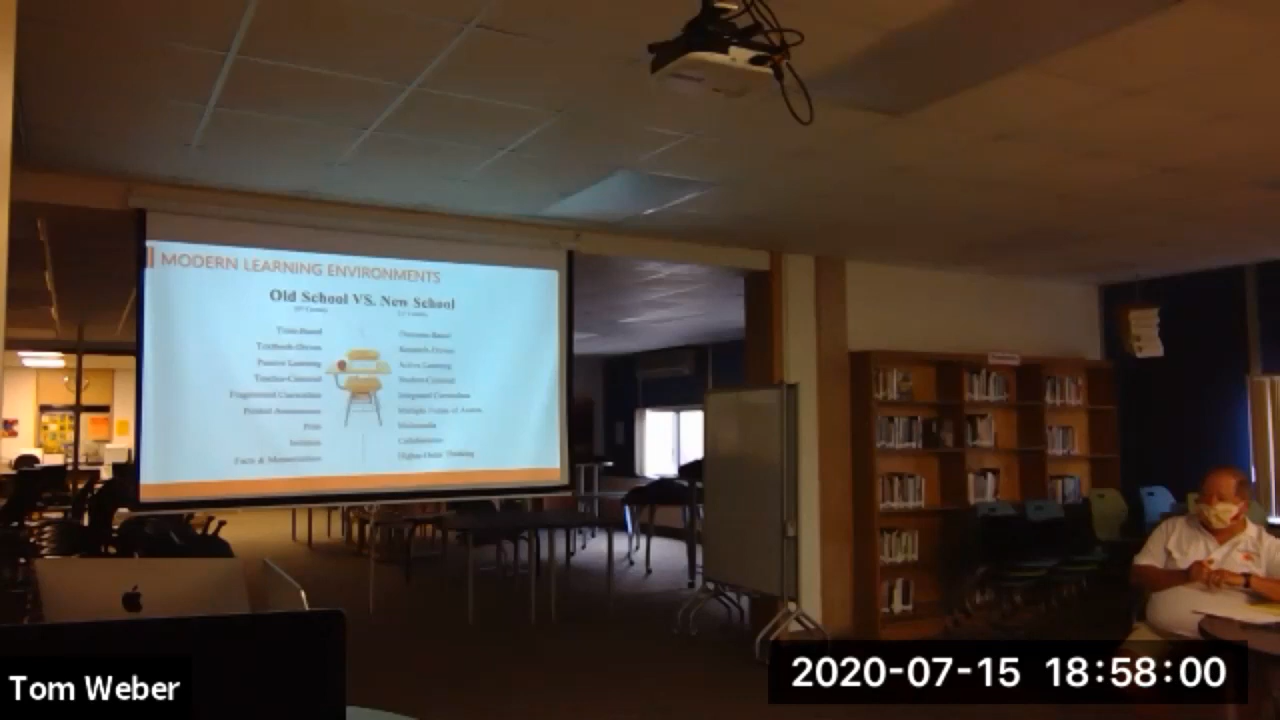 MODERN LEARNING ENVIRONMENTS
Old School VS. New School
Time-Based
Outcome-Based
Textbook-Driven
Research-Driven
Passive Learning
Active Learning
Teacher-Centered
Student-Centered
Fragmented Curriculum
Integrated Curriculum
Print
Multimedia
Isolation
Collaboration
Facts & Memorization
Higher-Order Thinking
Tom Weber
2020-07-15 18:58:00